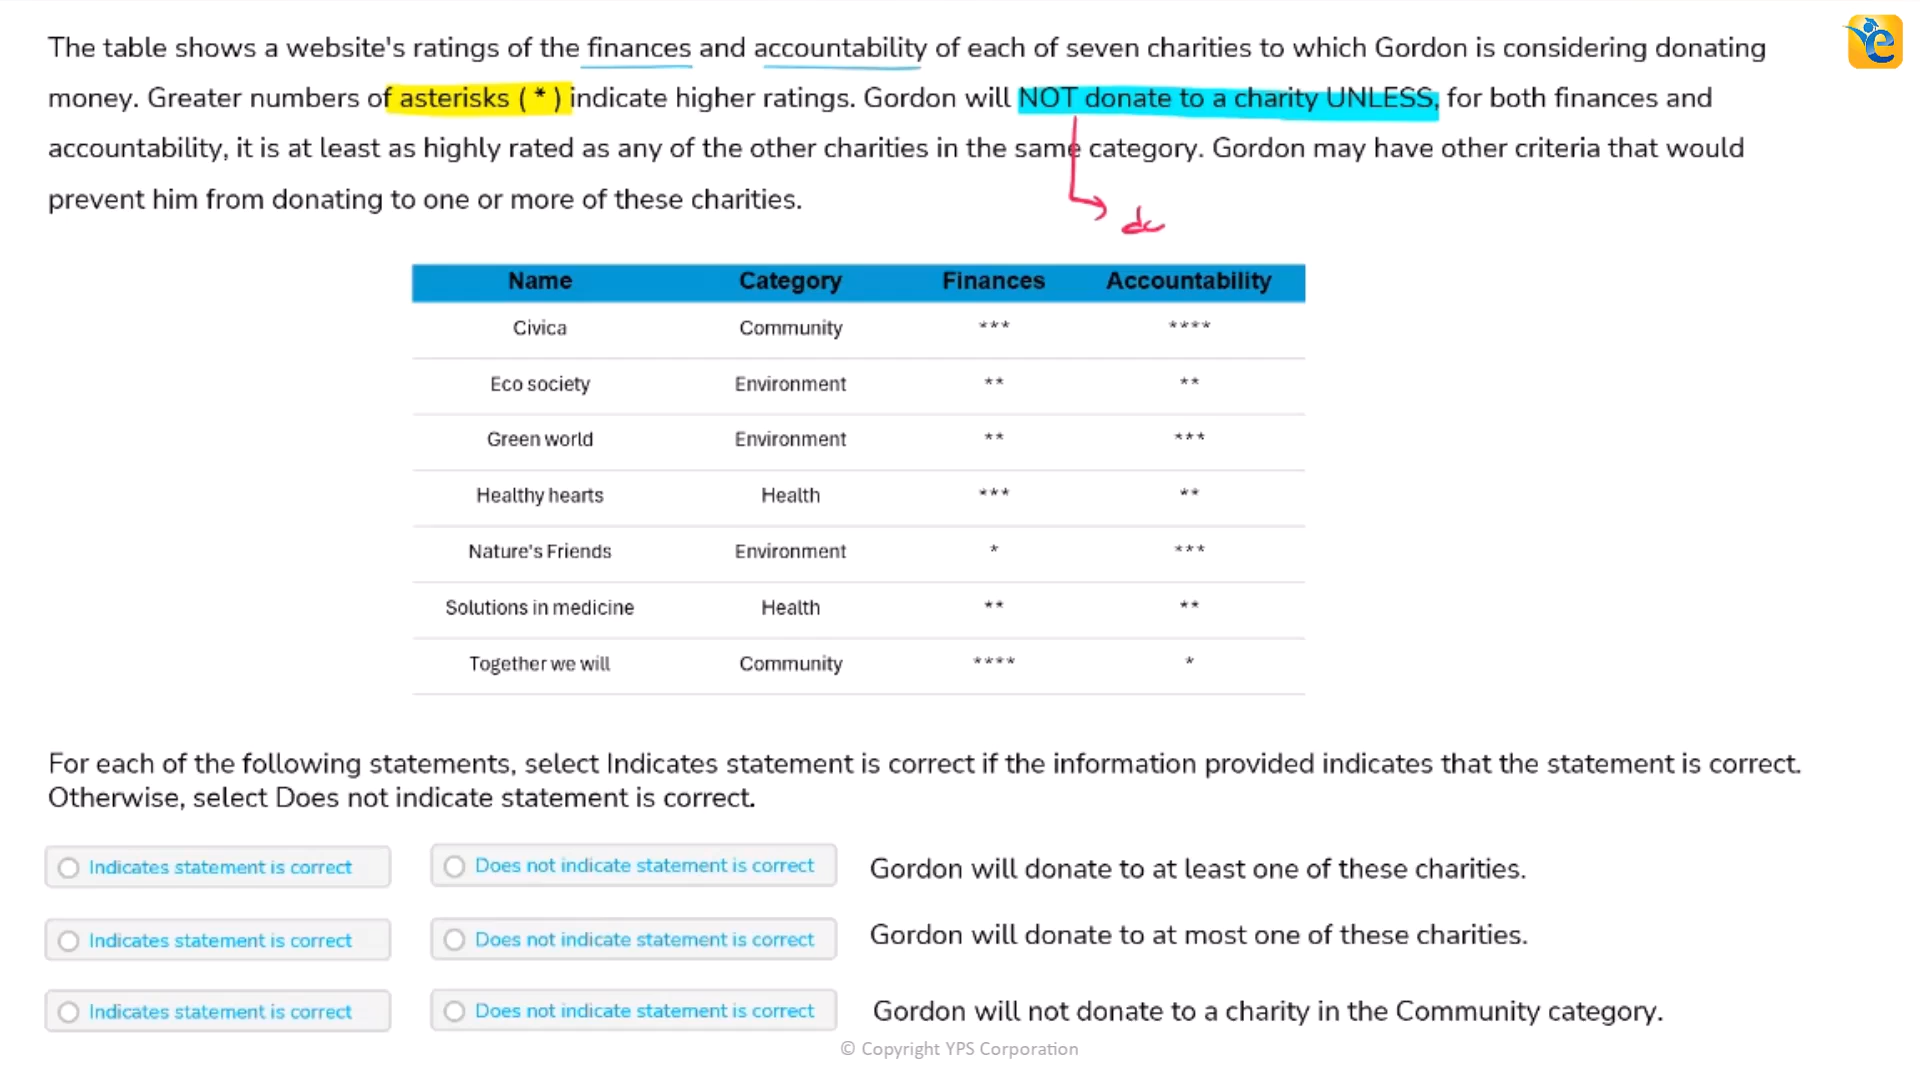 The table shows a website's ratings of the finances and accountability of each of seven charities to which Gordon is considering donating
money. Greater numbers of asterisks ( * ) indicate higher ratings. Gordon will NOT donate to a charity UNLESS, for both finances and
accountability, it is at least as highly rated as any of the other charities in the same category. Gordon may have other criteria that would
prevent him from donating to one or more of these charities.
Name Category Finances Accountability
Civica Community *** ****
Eco society Environment ** **
Green world Environment ** ***
Healthy hearts Health *** **
Nature's Friends Environment * ***
Solutions in medicine Health ** **
Together we will Community **** *
For each of the following statements, select Indicates statement is correct if the information provided indicates that the statement is correct.
Otherwise, select Does not indicate statement is correct.
Indicates statement is correct Does not indicate statement is correct Gordon will donate to at least one of these charities.
Indicates statement is correct Does not indicate statement is correct Gordon will donate to at most one of these charities.
Indicates statement is correct Does not indicate statement is correct Gordon will not donate to a charity in the Community category.
© Copyright YPS Corporation